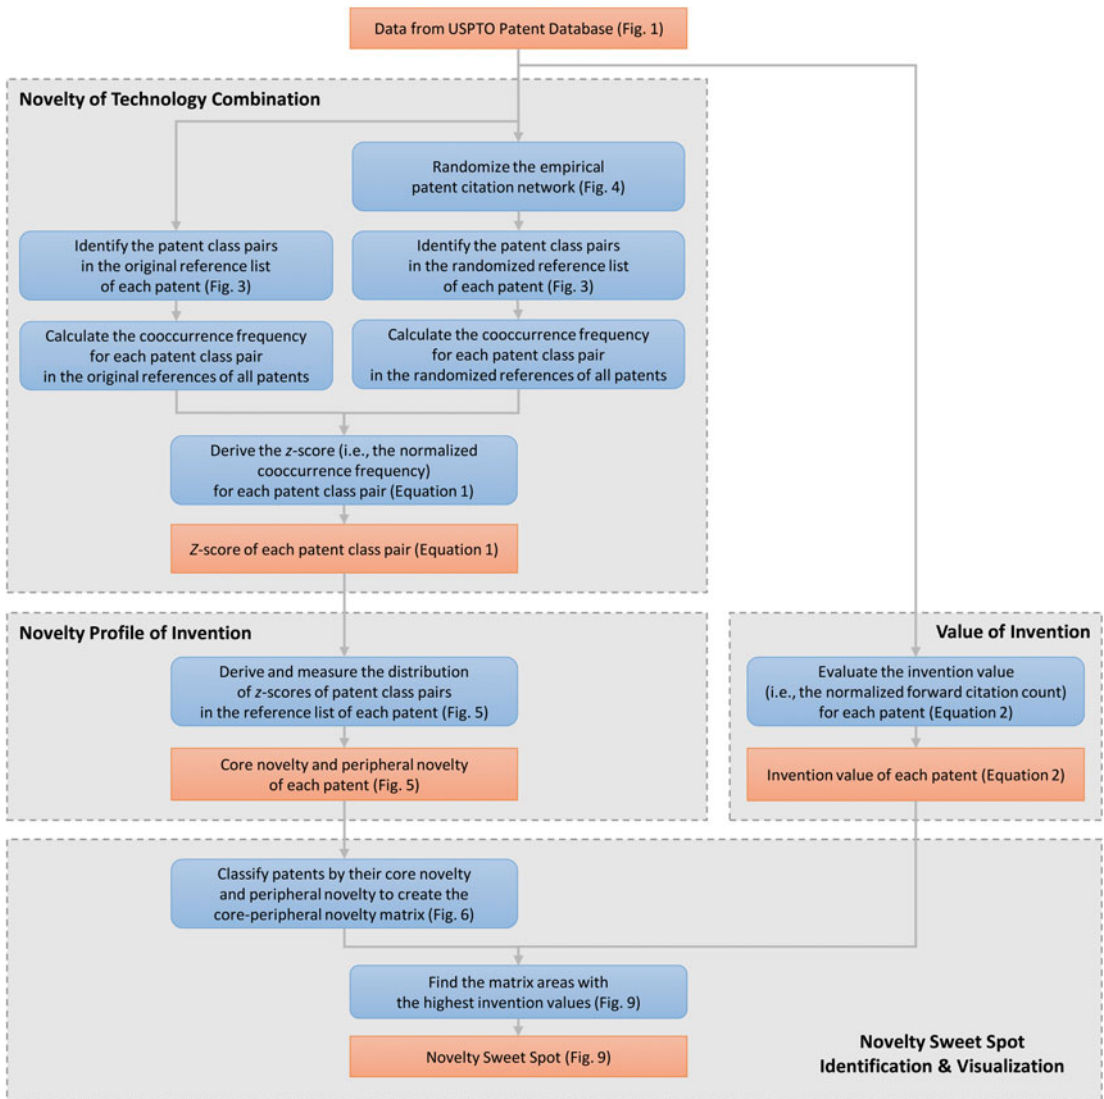 Data from USPTO Patent Database (Fig. 1)
Novelty of Technology Combination
Randomize the empirical
patent citation network (Fig. 4)
Identify the patent class pairs
in the original reference list
of each patent (Fig. 3)
Identify the patent class pairs
in the randomized reference list
of each patent (Fig. 3)
Calculate the cooccurrence frequency
for each patent class pair
in the original references of all patents
Calculate the cooccurrence frequency
for each patent class pair
in the randomized references of all patents
Derive the z-score (i.e., the normalized
cooccurrence frequency)
for each patent class pair (Equation 1)
Z-score of each patent class pair (Equation 1)
Novelty Profile of Invention
Derive and measure the distribution
of z-scores of patent class pairs
in the reference list of each patent (Fig. 5)
Core novelty and peripheral novelty
of each patent (Fig. 5)
Value of Invention
Evaluate the invention value
(i.e., the normalized forward citation count)
for each patent (Equation 2)
Invention value of each patent (Equation 2)
Classify patents by their core novelty
and peripheral novelty to create the
core-peripheral novelty matrix (Fig. 6)
Find the matrix areas with
the highest invention values (Fig. 9)
Novelty Sweet Spot (Fig. 9)
Novelty Sweet Spot
Identification & Visualization